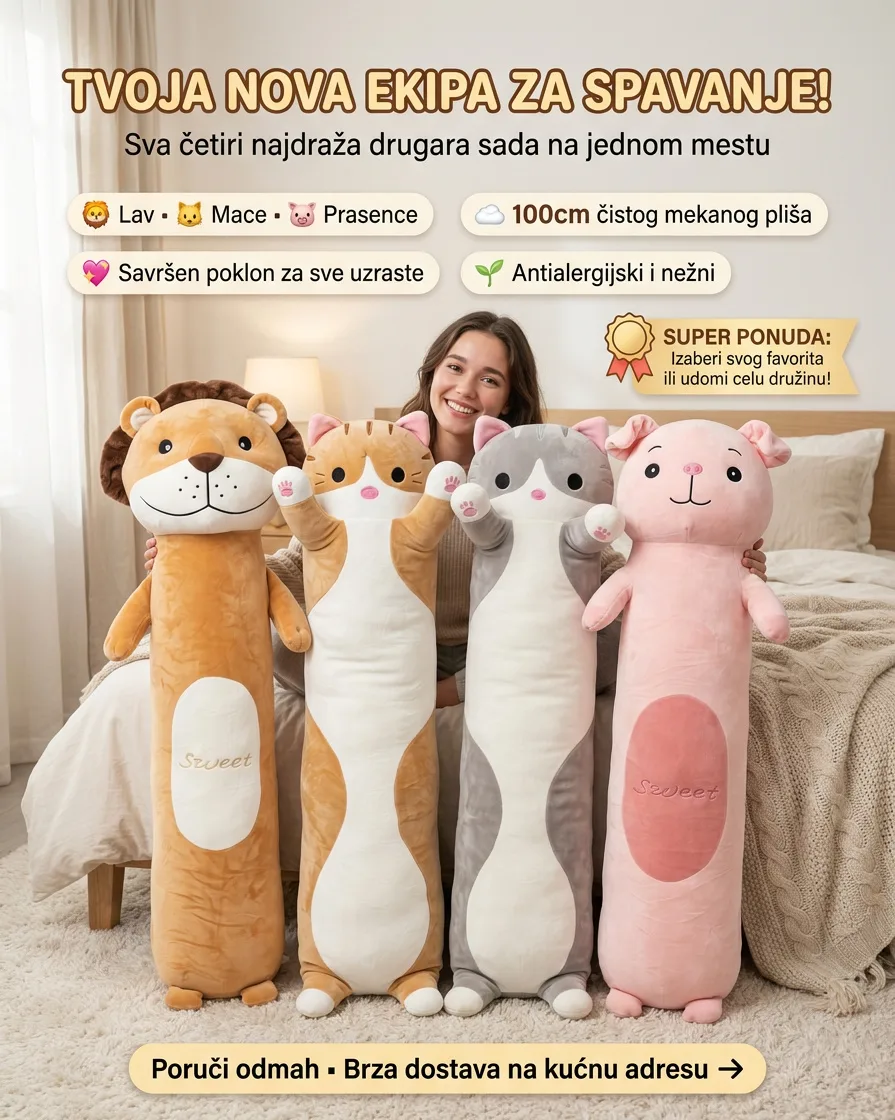 TVOJA NOVA EKIPA ZA SPAVANJE!
Sva četiri najdraža drugara sada na jednom mestu
🦁 Lav ▪ 🐱 Mace ▪ 🐷 Prasence
☁️ 100cm čistog mekanog pliša
💖 Savršen poklon za sve uzraste
🌱 Antialergijski i nežni
SUPER PONUDA:
Izaberi svog favorita
ili udomi celu družinu!
Sweet
Sweet
Poruči odmah ▪ Brza dostava na kućnu adresu →